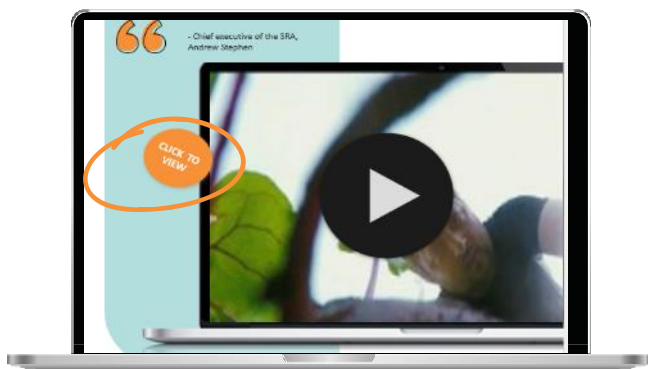 - Chief executive of the SRA,
Andrew Stephen
CLICK TO
VIEW